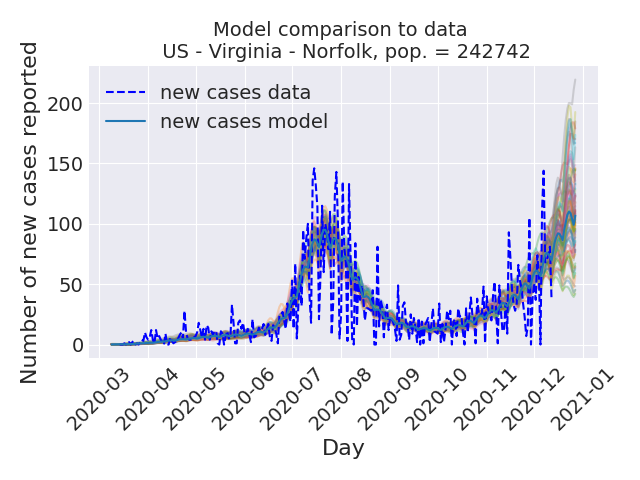 Model comparison to data
US - Virginia - Norfolk, pop. = 242742
Number of new cases reported
200
150
100
50
0
new cases data
new cases model
2020-03
2020-04
2020-05
2020-06
2020-07
2020-08
2020-09
2020-10
2020-11
2020-12
2021-01
Day